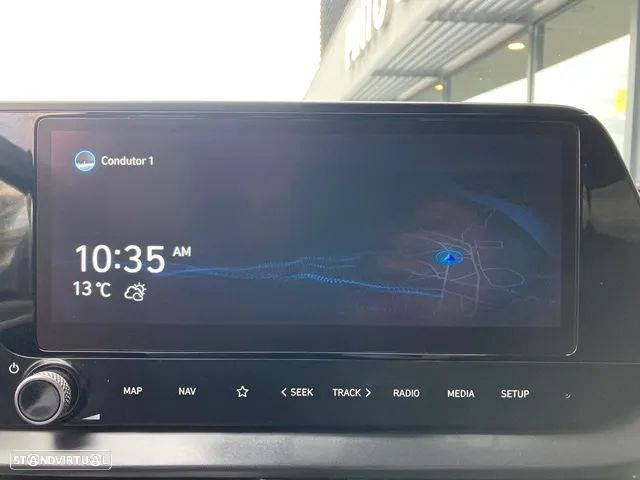 Condutor 1
10:35 AM
13 °C
MAP NAV < SEEK TRACK > RADIO MEDIA SETUP
STANDVIRTUAL